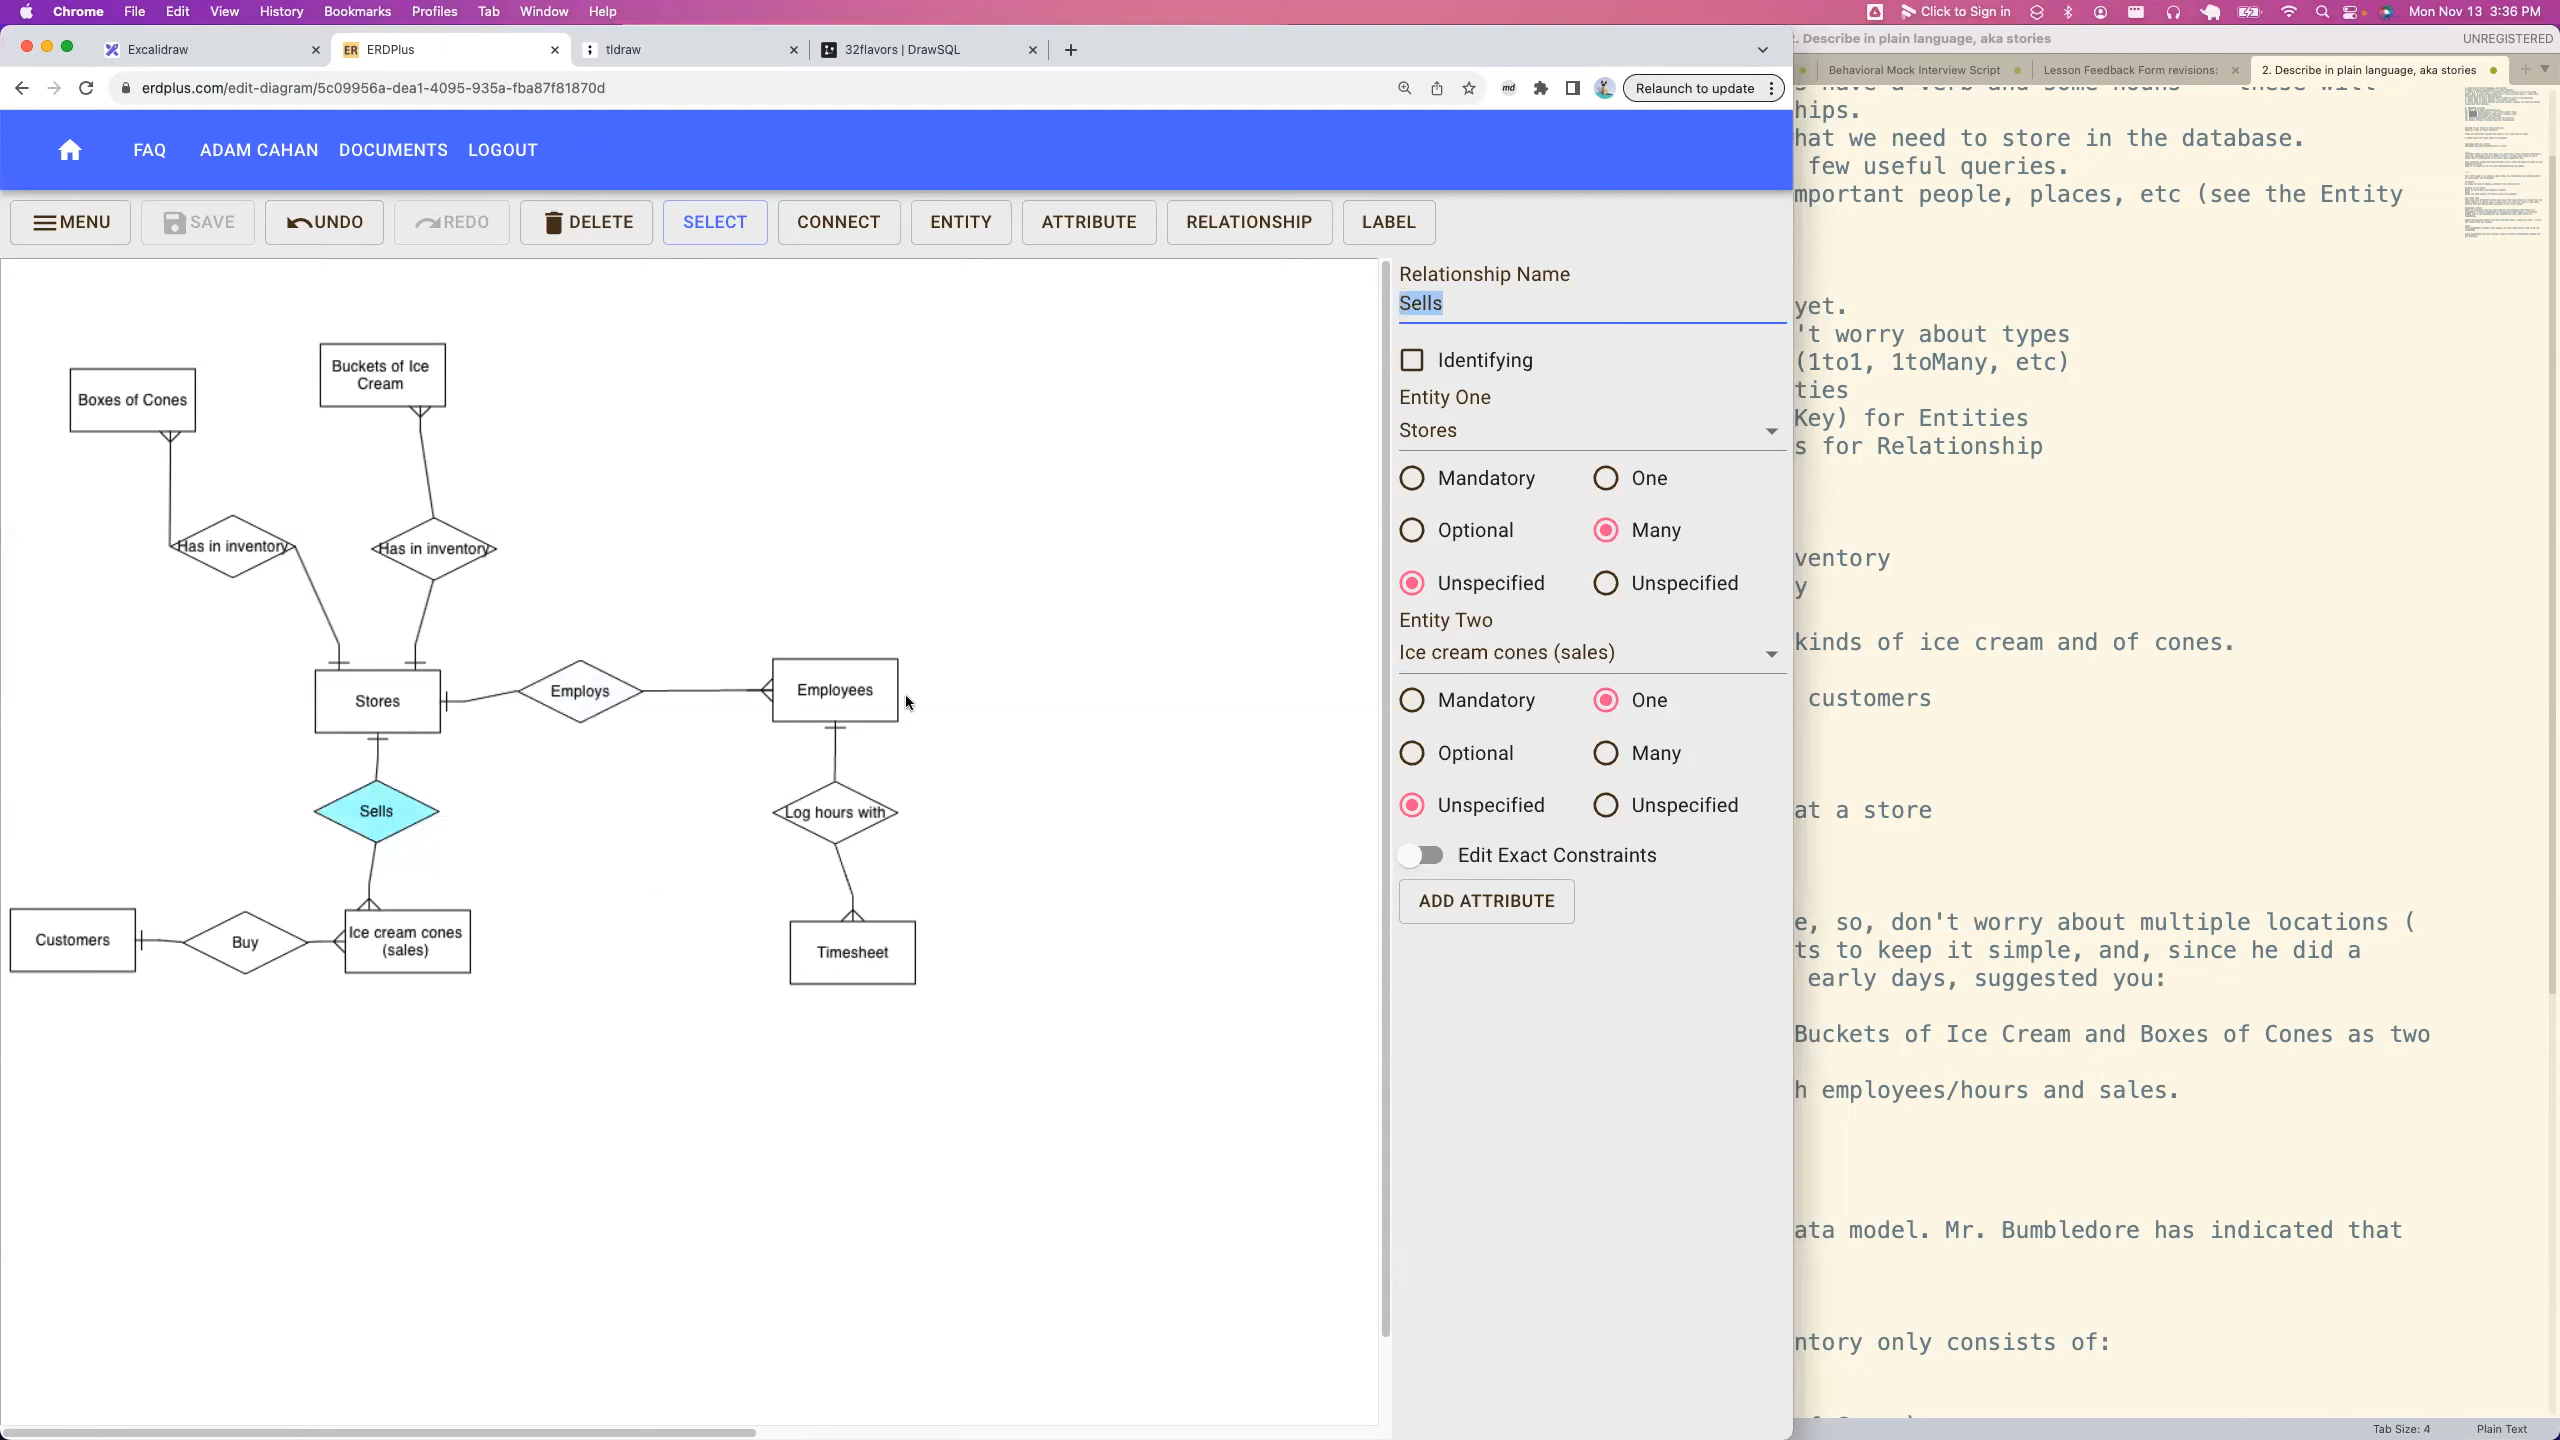 Chrome File Edit View History Bookmarks Profiles Tab Window Help
Click to Sign in
Mon Nov 13 3:36 PM
Excalidraw
ERDPlus
tldraw
32flavors | DrawSQL
erdplus.com/edit-diagram/5c09956a-dea1-4095-935a-fba87f81870d
Relaunch to update
FAQ
ADAM CAHAN
DOCUMENTS
LOGOUT
MENU
SAVE
UNDO
REDO
DELETE
SELECT
CONNECT
ENTITY
ATTRIBUTE
RELATIONSHIP
LABEL
Boxes of Cones
Buckets of Ice
Cream
Has in inventory
Has in inventory
Stores
Employs
Employees
Sells
Log hours with
Customers
Buy
Ice cream cones
(sales)
Timesheet
Relationship Name
Sells
Identifying
Entity One
Stores
Mandatory
One
Optional
Many
Unspecified
Unspecified
Entity Two
Ice cream cones (sales)
Mandatory
One
Optional
Many
Unspecified
Unspecified
Edit Exact Constraints
ADD ATTRIBUTE
2. Describe in plain language, aka stories
UNREGISTERED
Behavioral Mock Interview Script
Lesson Feedback Form revisions:
2. Describe in plain language, aka stories
hips.
hat we need to store in the database.
few useful queries.
mportant people, places, etc (see the Entity
yet.
't worry about types
(1to1, 1toMany, etc)
ties
Key) for Entities
s for Relationship
ventory
y
kinds of ice cream and of cones.
customers
at a store
e, so, don't worry about multiple locations (
ts to keep it simple, and, since he did a
early days, suggested you:
Buckets of Ice Cream and Boxes of Cones as two
h employees/hours and sales.
ata model. Mr. Bumbledore has indicated that
ntory only consists of:
Tab Size: 4
Plain Text